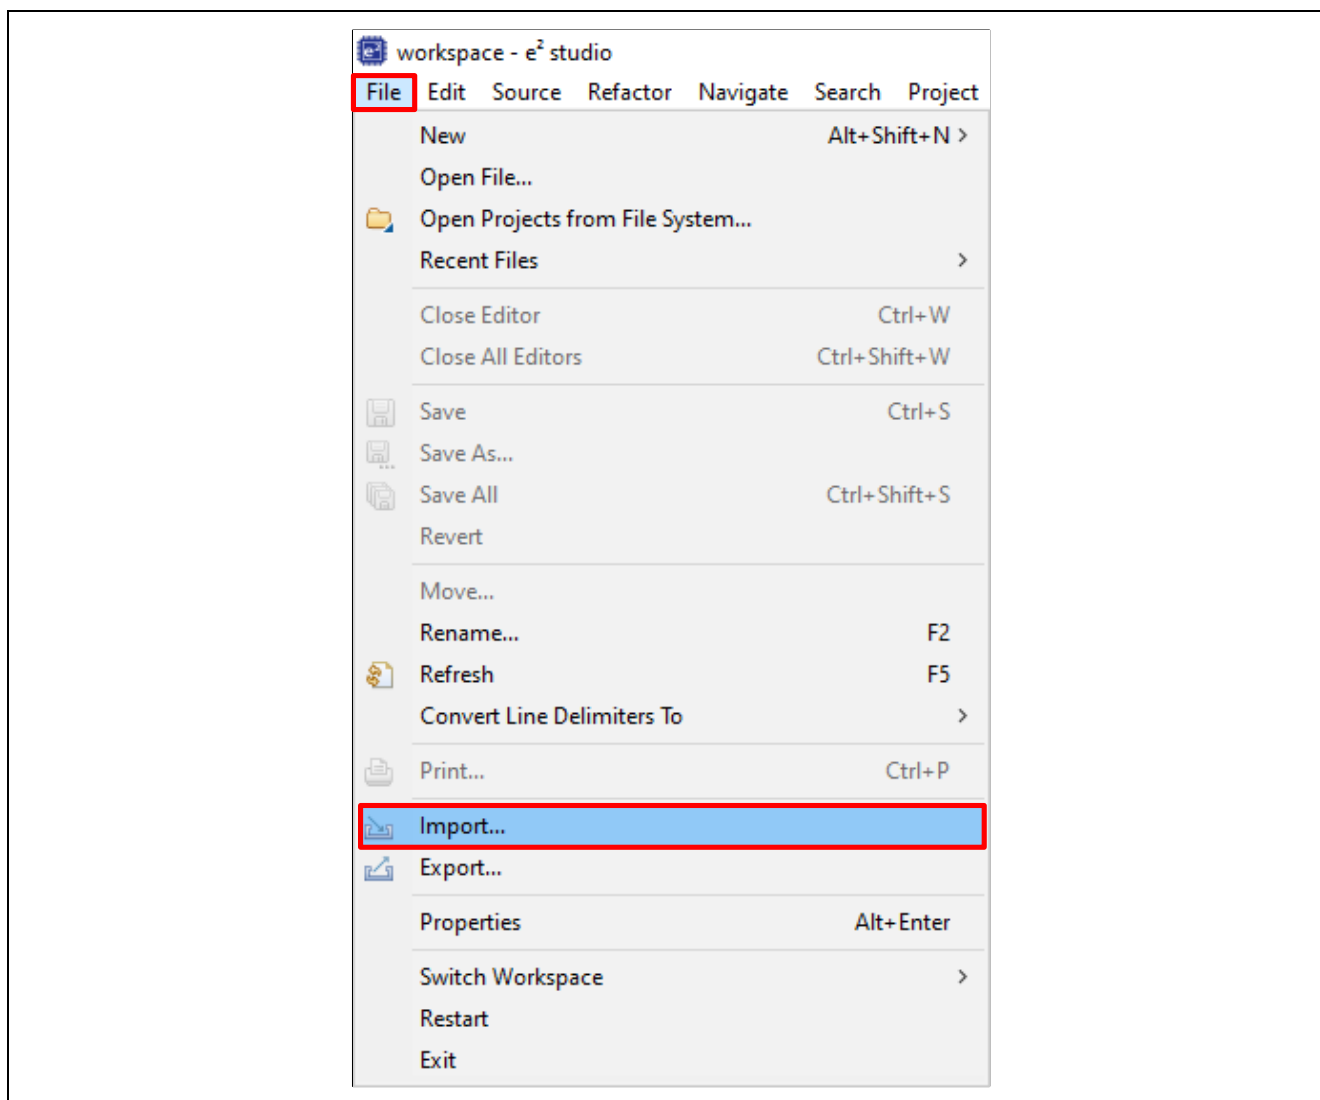 workspace - e² studio
File Edit Source Refactor Navigate Search Project
New Alt+Shift+N >
Open File...
Open Projects from File System...
Recent Files >
Close Editor Ctrl+W
Close All Editors Ctrl+Shift+W
Save Ctrl+S
Save As...
Save All Ctrl+Shift+S
Revert
Move...
Rename... F2
Refresh F5
Convert Line Delimiters To >
Print... Ctrl+P
Import...
Export...
Properties Alt+Enter
Switch Workspace >
Restart
Exit